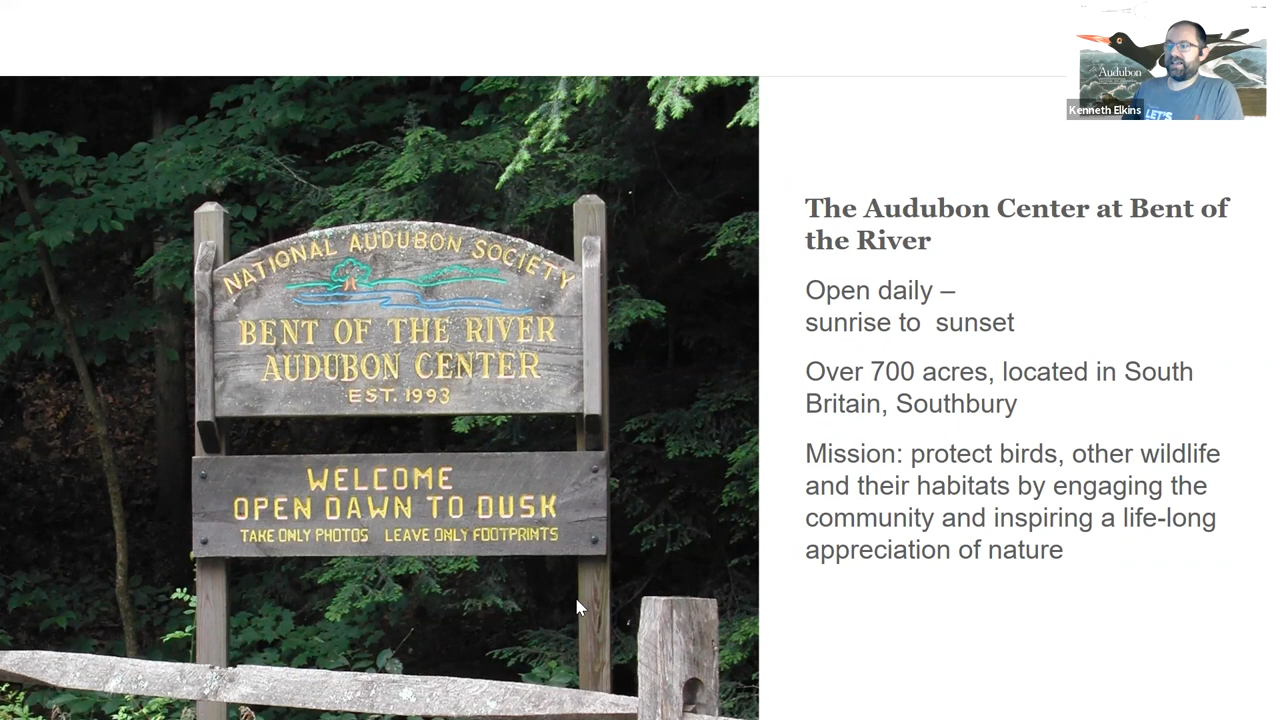 Audubon
Kenneth Elkins
LET'S
NATIONAL AUDUBON SOCIETY
BENT OF THE RIVER
AUDUBON CENTER
EST. 1993
WELCOME
OPEN DAWN TO DUSK
TAKE ONLY PHOTOS LEAVE ONLY FOOTPRINTS
The Audubon Center at Bent of
the River
Open daily –
sunrise to sunset
Over 700 acres, located in South
Britain, Southbury
Mission: protect birds, other wildlife
and their habitats by engaging the
community and inspiring a life-long
appreciation of nature